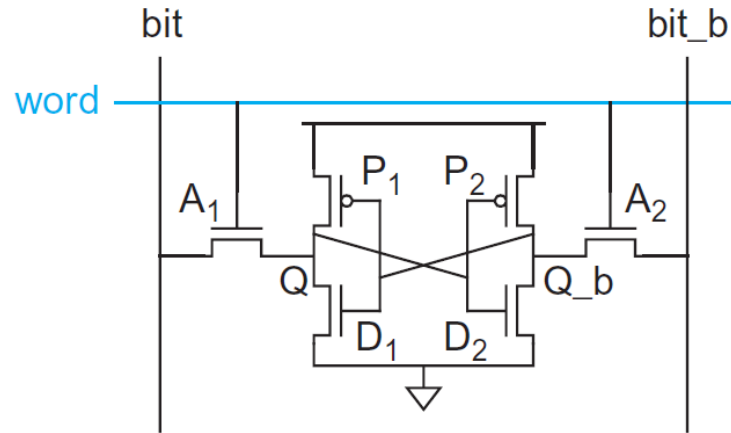 bit bit_b
word
P₁ P₂
A₁ A₂
Q Q_b
D₁ D₂